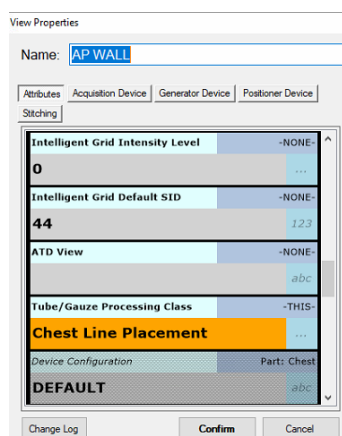 View Properties
Name: AP WALL
Attributes Acquisition Device Generator Device Positioner Device
Stitching
Intelligent Grid Intensity Level -NONE-
0 ...
Intelligent Grid Default SID -NONE-
44 123
ATD View -NONE-
abc
Tube/Gauze Processing Class -THIS-
Chest Line Placement ...
Device Configuration Part: Chest
DEFAULT abc
Change Log Confirm Cancel